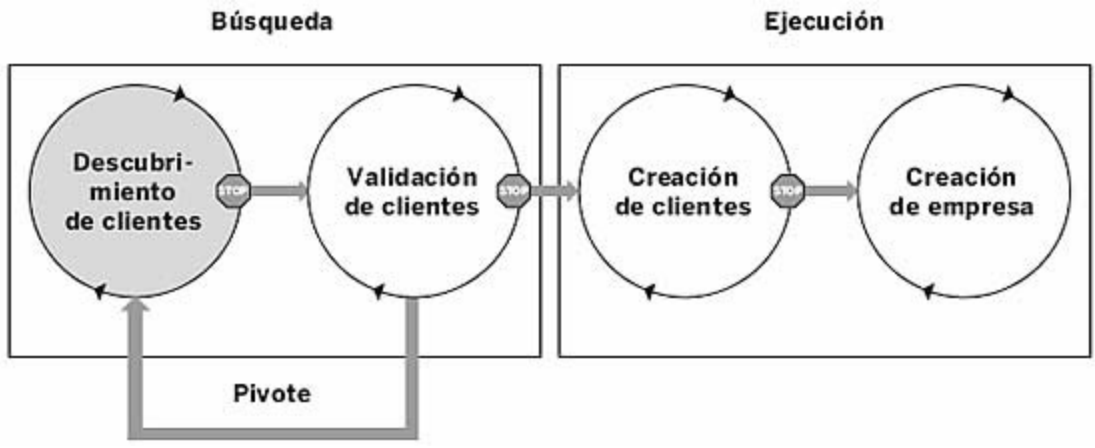 Búsqueda
Ejecución
Descubri-
miento
de clientes
STOP
Validación
de clientes
STOP
Creación
de clientes
STOP
Creación
de empresa
Pivote